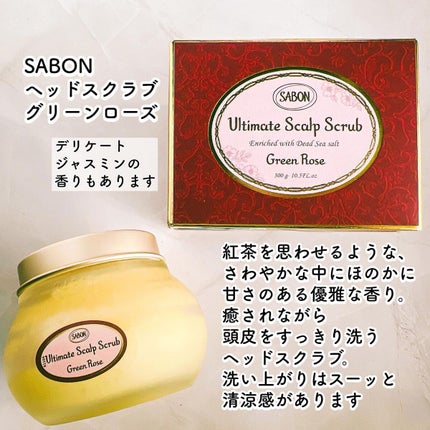 SABON
ヘッドスクラブ
グリーンローズ
デリケート
ジャスミンの
香りもあります
SABON
Ultimate Scalp Scrub
Enriched with Dead Sea salt
Green Rose
300 g · 10.5Fl.oz
紅茶を思わせるような、
さわやかな中にほのかに
甘さのある優雅な香り。
癒されながら
頭皮をすっきり洗う
ヘッドスクラブ。
洗い上がりはスーッと
清涼感があります
SABON
Ultimate Scalp Scrub
Green Rose